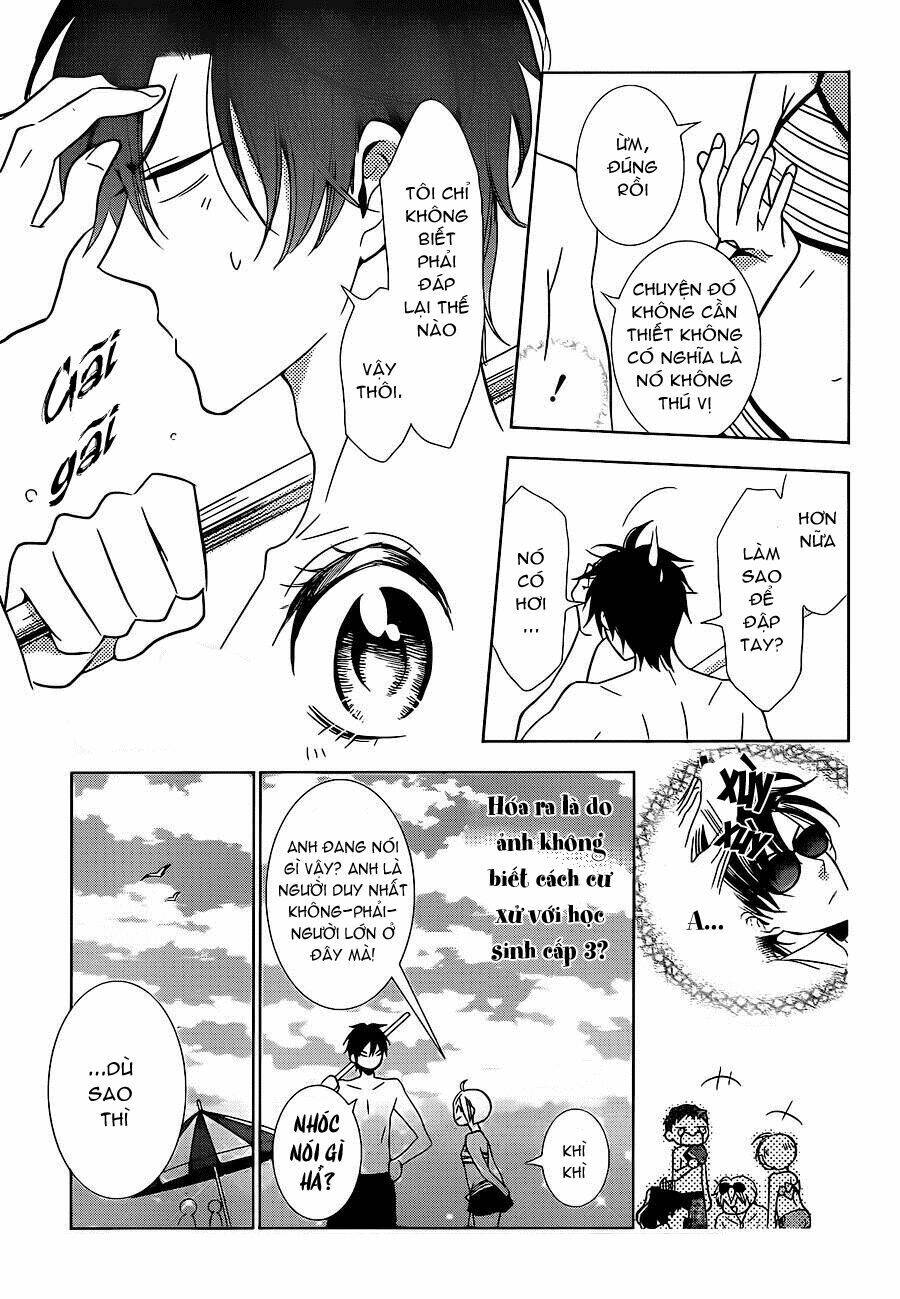 ỪM,
ĐÚNG
RỒI
CHUYỆN ĐÓ
KHÔNG CẦN
THIẾT KHÔNG
CÓ NGHĨA LÀ
NÓ KHÔNG
THÚ VỊ
!
TÔI CHỈ
KHÔNG
BIẾT
PHẢI
ĐÁP
LẠI THẾ
NÀO
VẬY
THÔI.
Gãi
gãi
HƠN
NỮA
LÀM
SAO
ĐỂ
ĐẬP
TAY?
NÓ
CÓ
HƠI
...
XÙY
XÙY
A...
Hóa ra là do
ảnh không
biết cách cư
xử với học
sinh cấp 3?
ANH ĐANG NÓI
GÌ VẬY? ANH LÀ
NGƯỜI DUY NHẤT
KHÔNG-PHẢI-
NGƯỜI LỚN Ở
ĐÂY MÀ!
NHÓC
NÓI GÌ
HẢ?
KHÌ
KHÌ
...DÙ
SAO
THÌ